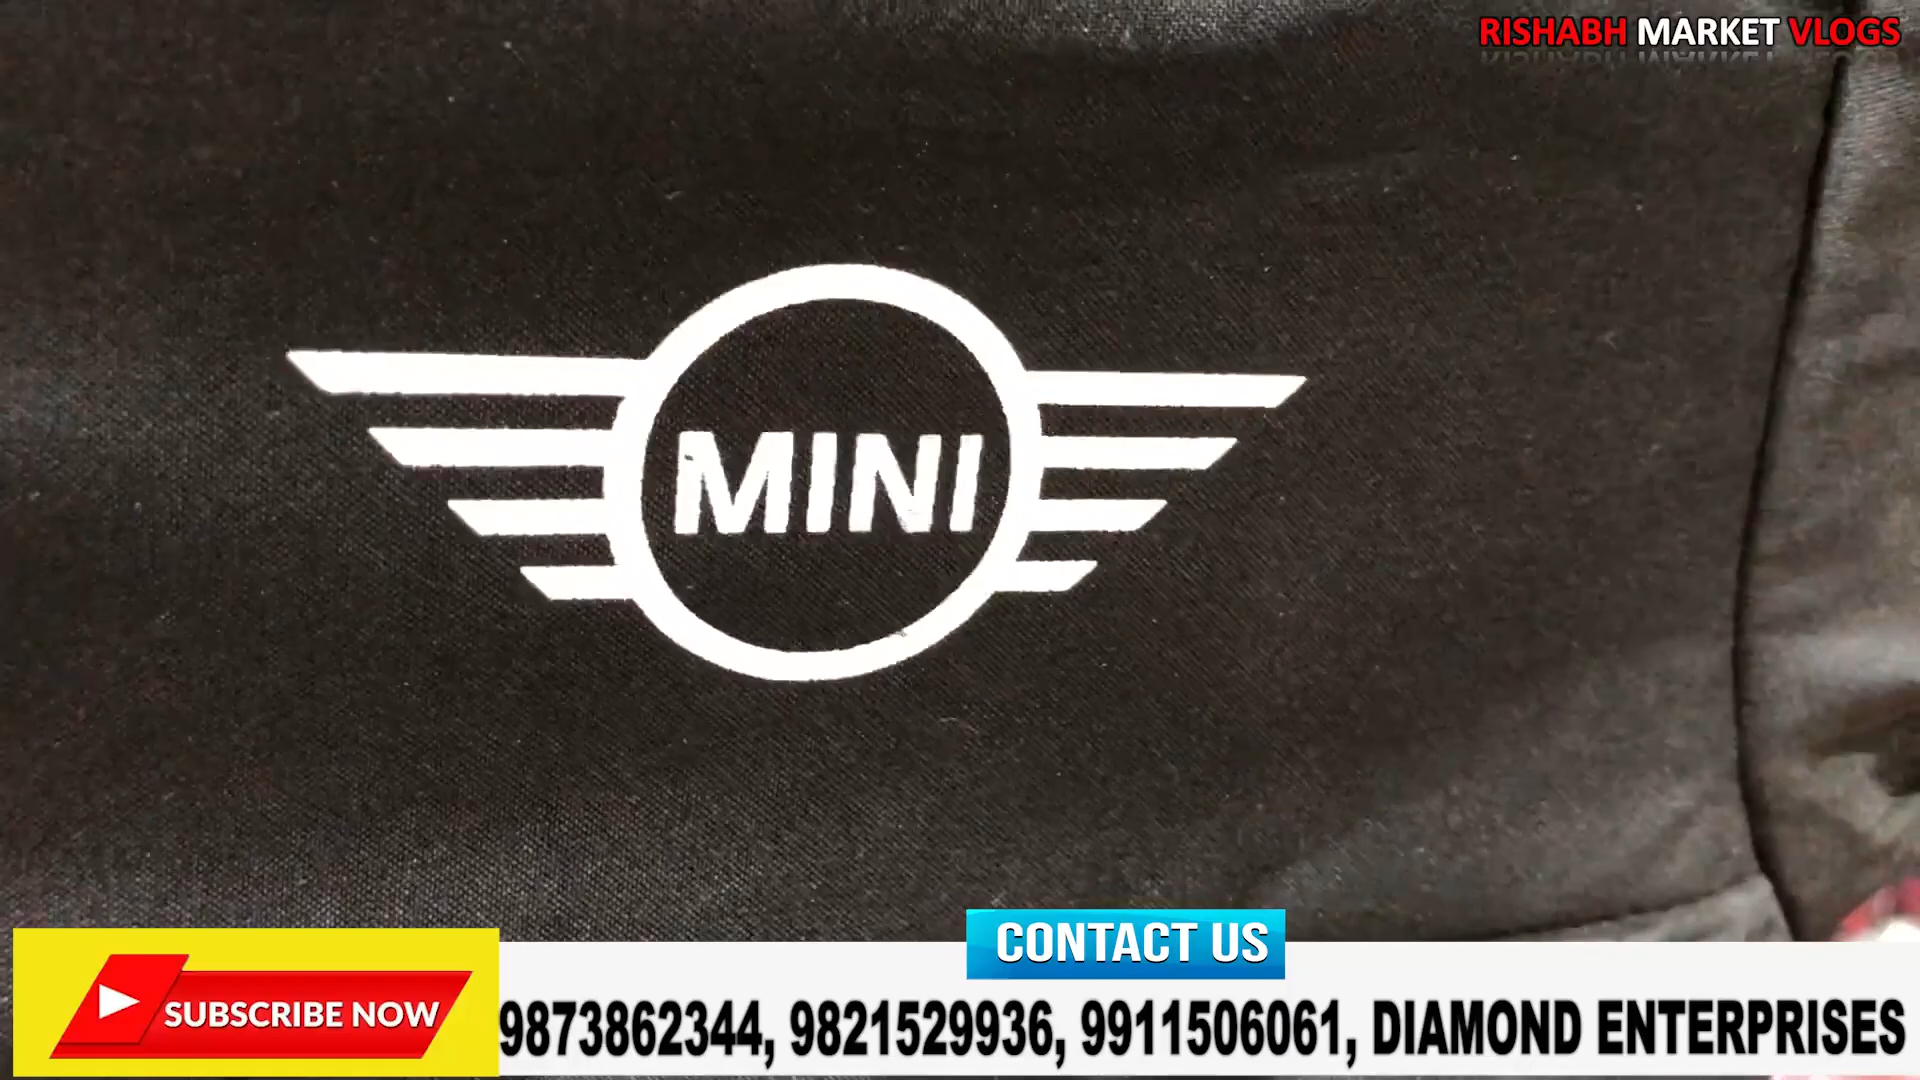 RISHABH MARKET VLOGS
MINI
CONTACT US
SUBSCRIBE NOW
9873862344, 9821529936, 9911506061, DIAMOND ENTERPRISES